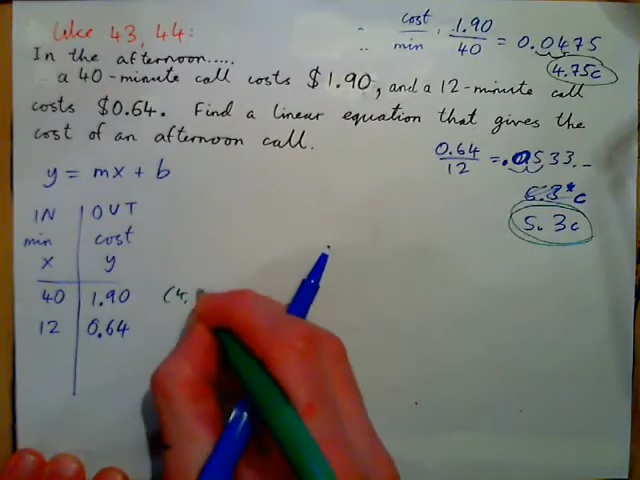 Like 43, 44:
In the afternoon.....
a 40-minute call costs $1.90, and a 12-minute call
costs $0.64. Find a linear equation that gives the
cost of an afternoon call.
y = mx + b
IN | OUT
min | cost
x | y
40 | 1.90 (4,
12 | 0.64
cost/min 1.90/40 = 0.0475
4.75c
0.64/12 = .0533..
5.3c